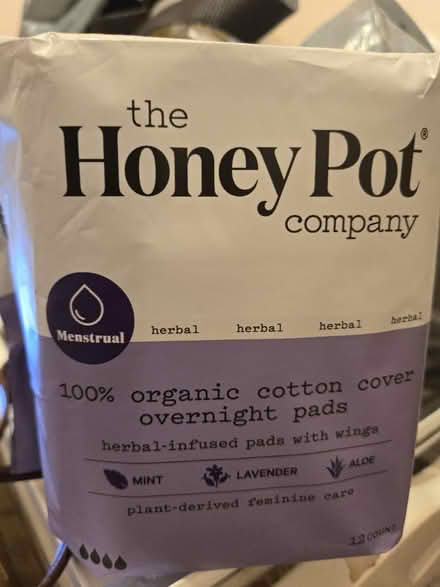 the
Honey Pot®
company
Menstrual
herbal herbal herbal herbal
100% organic cotton cover
overnight pads
herbal-infused pads with wings
MINT LAVENDER ALOE
plant-derived feminine care
12 COUNT